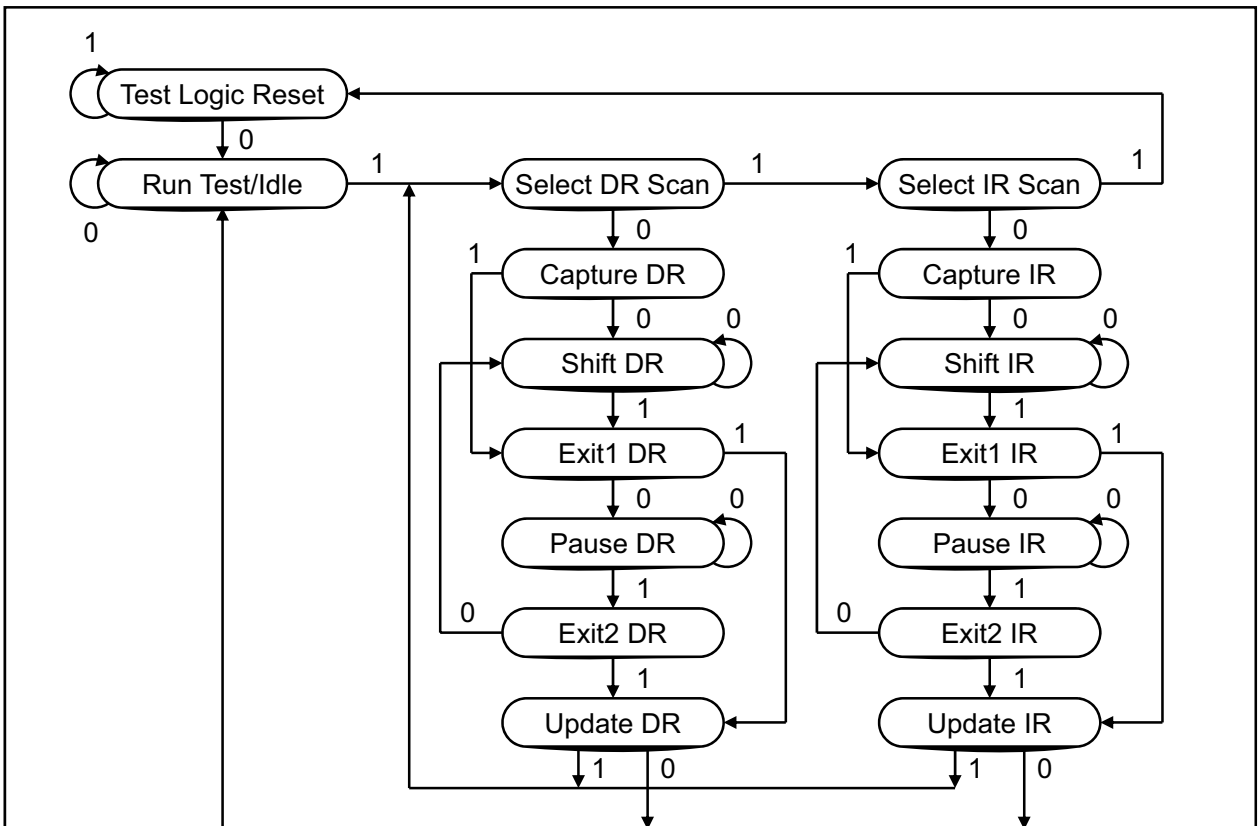 1
Test Logic Reset
0
Run Test/Idle
1
Select DR Scan
1
Select IR Scan
1
0
0
0
1
Capture DR
1
Capture IR
0
0
0
0
Shift DR
Shift IR
1
1
Exit1 DR
1
Exit1 IR
1
0
0
0
0
Pause DR
Pause IR
1
1
0
Exit2 DR
0
Exit2 IR
1
1
Update DR
Update IR
1
0
1
0